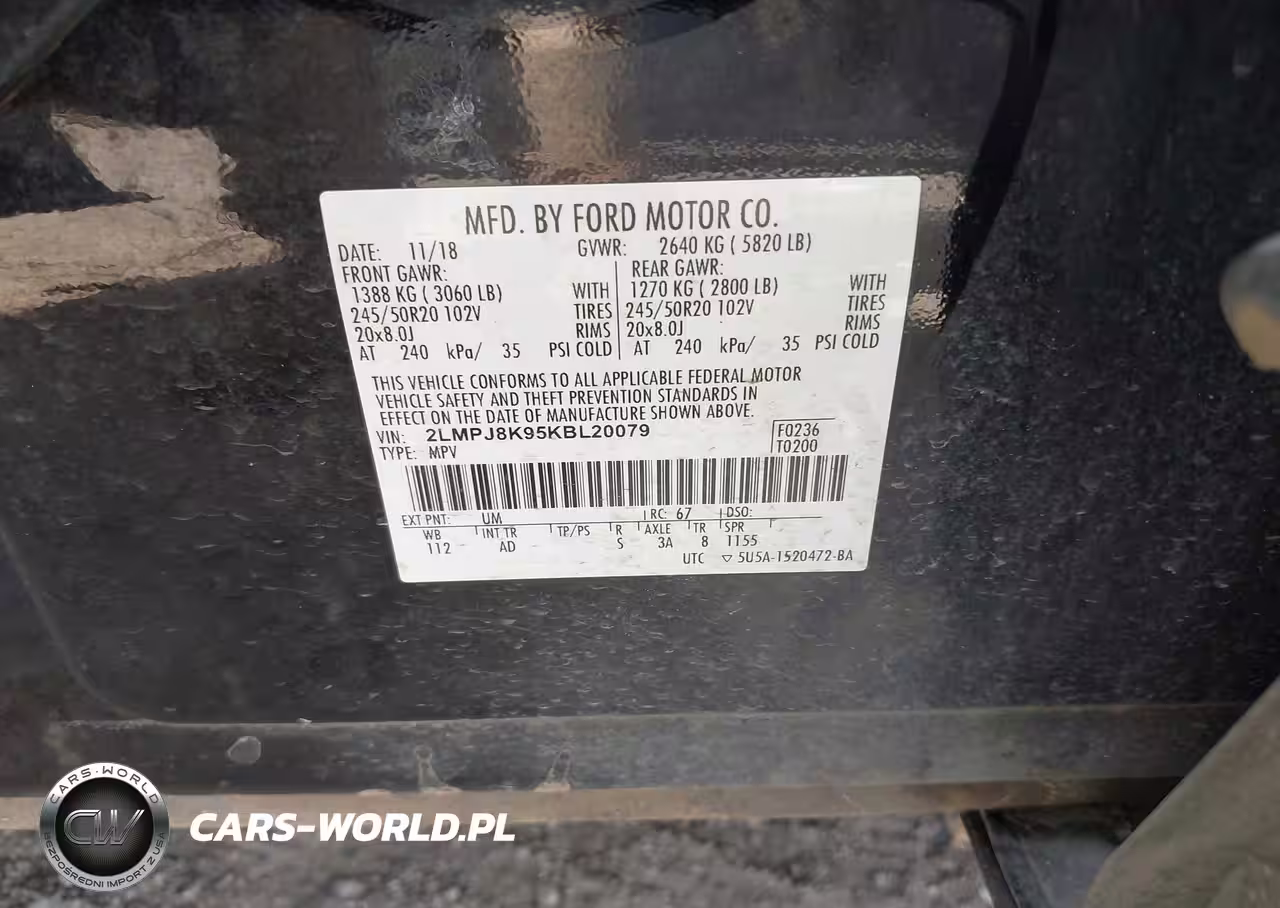 MFD. BY FORD MOTOR CO.
DATE: 11/18 GVWR: 2640 KG ( 5820 LB)
FRONT GAWR: REAR GAWR:
1388 KG ( 3060 LB) WITH 1270 KG ( 2800 LB) WITH
245/50R20 102V TIRES 245/50R20 102V TIRES
20x8.0J RIMS 20x8.0J RIMS
AT 240 kPa/ 35 PSI COLD AT 240 kPa/ 35 PSI COLD
THIS VEHICLE CONFORMS TO ALL APPLICABLE FEDERAL MOTOR
VEHICLE SAFETY AND THEFT PREVENTION STANDARDS IN
EFFECT ON THE DATE OF MANUFACTURE SHOWN ABOVE.
VIN: 2LMPJ8K95KBL20079 F0236
TYPE: MPV T0200
EXT PNT: UM RC: 67 DSO:
WB INT TR TP/PS R AXLE TR SPR
112 AD S 3A 8 1155
UTC ▽ 5U5A-1520472-BA
CARS-WORLD
CW
BEZPOŚREDNI IMPORT Z USA
CARS-WORLD.PL